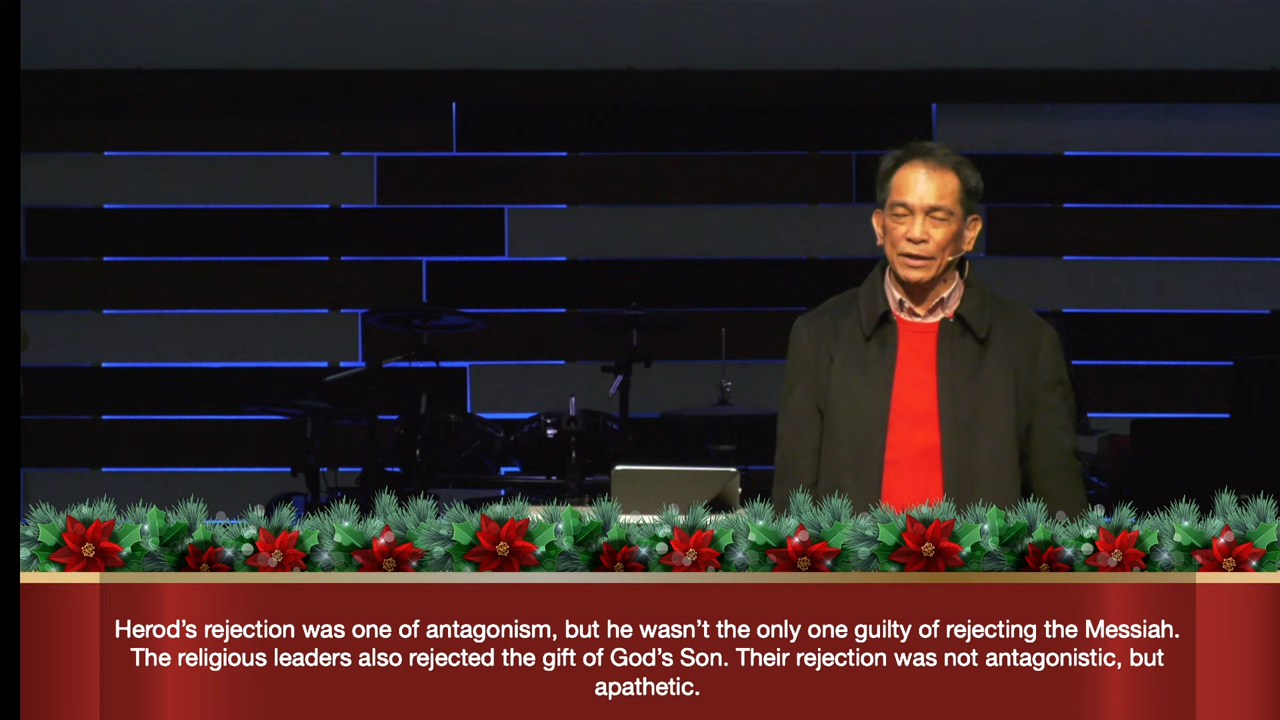 Herod’s rejection was one of antagonism, but he wasn’t the only one guilty of rejecting the Messiah.
The religious leaders also rejected the gift of God’s Son. Their rejection was not antagonistic, but
apathetic.